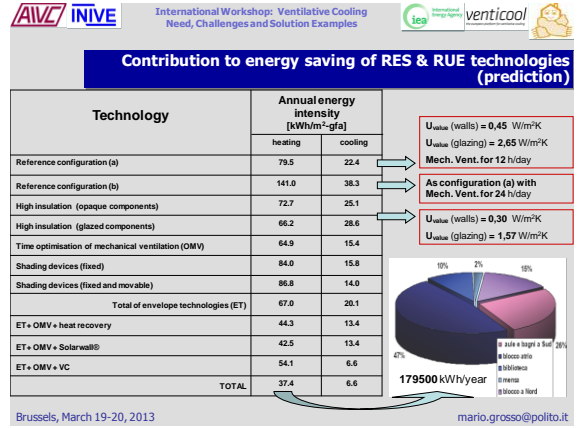 AIVC
INIVE
International Workshop: Ventilative Cooling
Need, Challenges and Solution Examples
iea
International
Energy Agency
venticool
Contribution to energy saving of RES & RUE technologies
(prediction)
Technology
Annual energy
intensity
[kWh/m²-gfa]
heating cooling
Reference configuration (a) 79.5 22.4
Reference configuration (b) 141.0 38.3
High insulation (opaque components) 72.7 25.1
High insulation (glazed components) 66.2 28.6
Time optimisation of mechanical ventilation (OMV) 64.9 15.4
Shading devices (fixed) 84.0 15.8
Shading devices (fixed and movable) 86.8 14.0
Total of envelope technologies (ET) 67.0 20.1
ET+ OMV + heat recovery 44.3 13.4
ET+ OMV + Solarwall® 42.5 13.4
ET+ OMV + VC 54.1 6.6
TOTAL 37.4 6.6
Uvalue (walls) = 0,45 W/m²K
Uvalue (glazing) = 2,65 W/m²K
Mech. Vent. for 12 h/day
As configuration (a) with
Mech. Vent. for 24 h/day
Uvalue (walls) = 0,30 W/m²K
Uvalue (glazing) = 1,57 W/m²K
10% 2% 15%
26%
47%
aule e bagni a Sud
blocco atrio
biblioteca
mensa
blocco a Nord
179500 kWh/year
Brussels, March 19-20, 2013
mario.grosso@polito.it